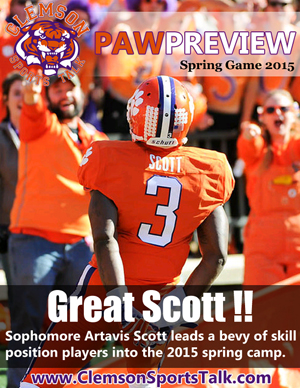 CLEMSON
SPORTS TALK
PAWPREVIEW
Spring Game 2015
schutt
SCOTT
3
Great Scott !!
Sophomore Artavis Scott leads a bevy of skill
position players into the 2015 spring camp.
www.ClemsonSportsTalk.com